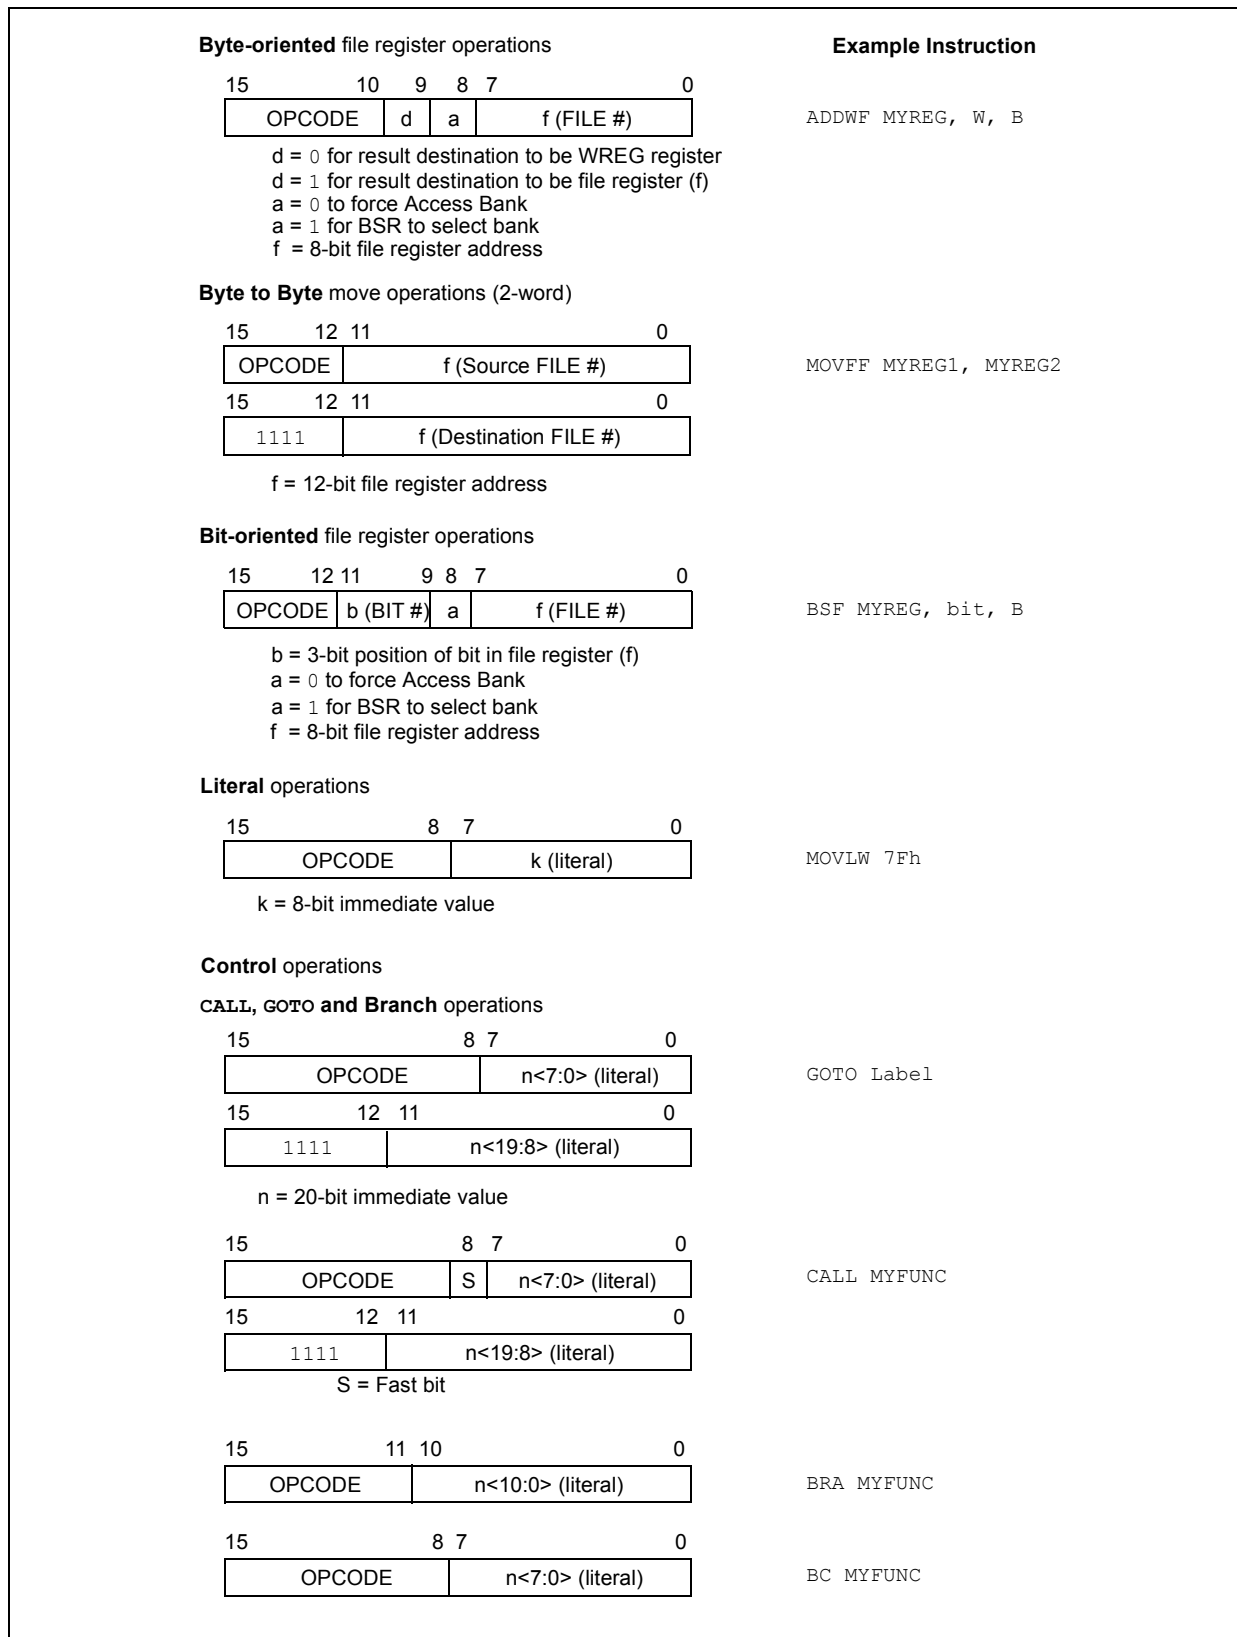 Byte-oriented file register operations Example Instruction
15 10 9 8 7 0
OPCODE d a f (FILE #) ADDWF MYREG, W, B
d = 0 for result destination to be WREG register
d = 1 for result destination to be file register (f)
a = 0 to force Access Bank
a = 1 for BSR to select bank
f = 8-bit file register address
Byte to Byte move operations (2-word)
15 12 11 0
OPCODE f (Source FILE #) MOVFF MYREG1, MYREG2
15 12 11 0
1111 f (Destination FILE #)
f = 12-bit file register address
Bit-oriented file register operations
15 12 11 9 8 7 0
OPCODE b (BIT #) a f (FILE #) BSF MYREG, bit, B
b = 3-bit position of bit in file register (f)
a = 0 to force Access Bank
a = 1 for BSR to select bank
f = 8-bit file register address
Literal operations
15 8 7 0
OPCODE k (literal) MOVLW 7Fh
k = 8-bit immediate value
Control operations
CALL, GOTO and Branch operations
15 8 7 0
OPCODE n<7:0> (literal) GOTO Label
15 12 11 0
1111 n<19:8> (literal)
n = 20-bit immediate value
15 8 7 0
OPCODE S n<7:0> (literal) CALL MYFUNC
15 12 11 0
1111 n<19:8> (literal)
S = Fast bit
15 11 10 0
OPCODE n<10:0> (literal) BRA MYFUNC
15 8 7 0
OPCODE n<7:0> (literal) BC MYFUNC